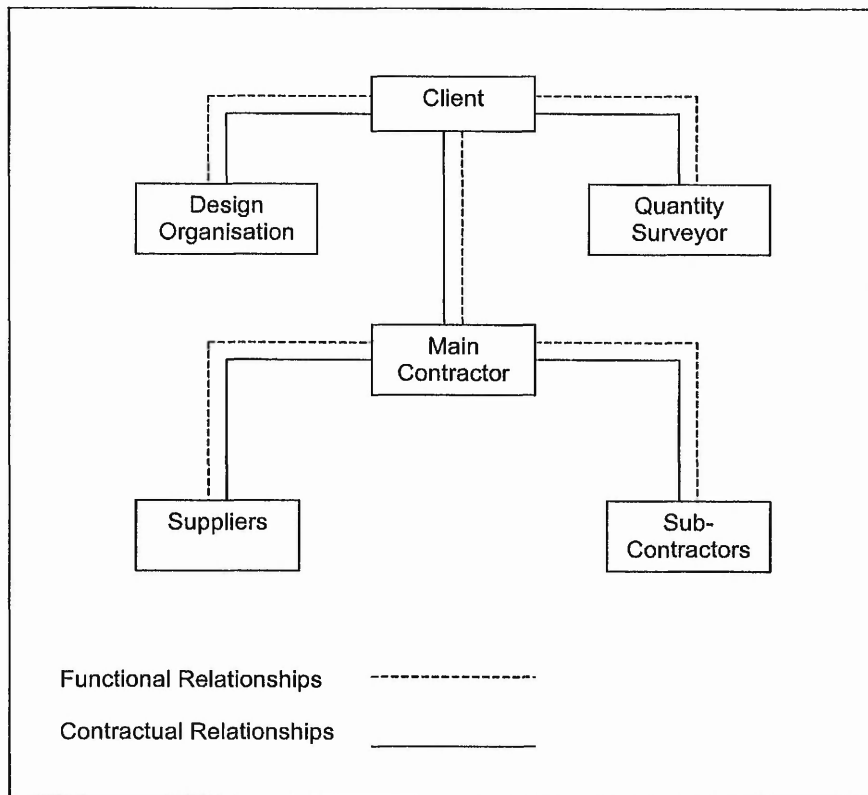 Client
Design
Organisation
Quantity
Surveyor
Main
Contractor
Suppliers
Sub-
Contractors
Functional Relationships
Contractual Relationships